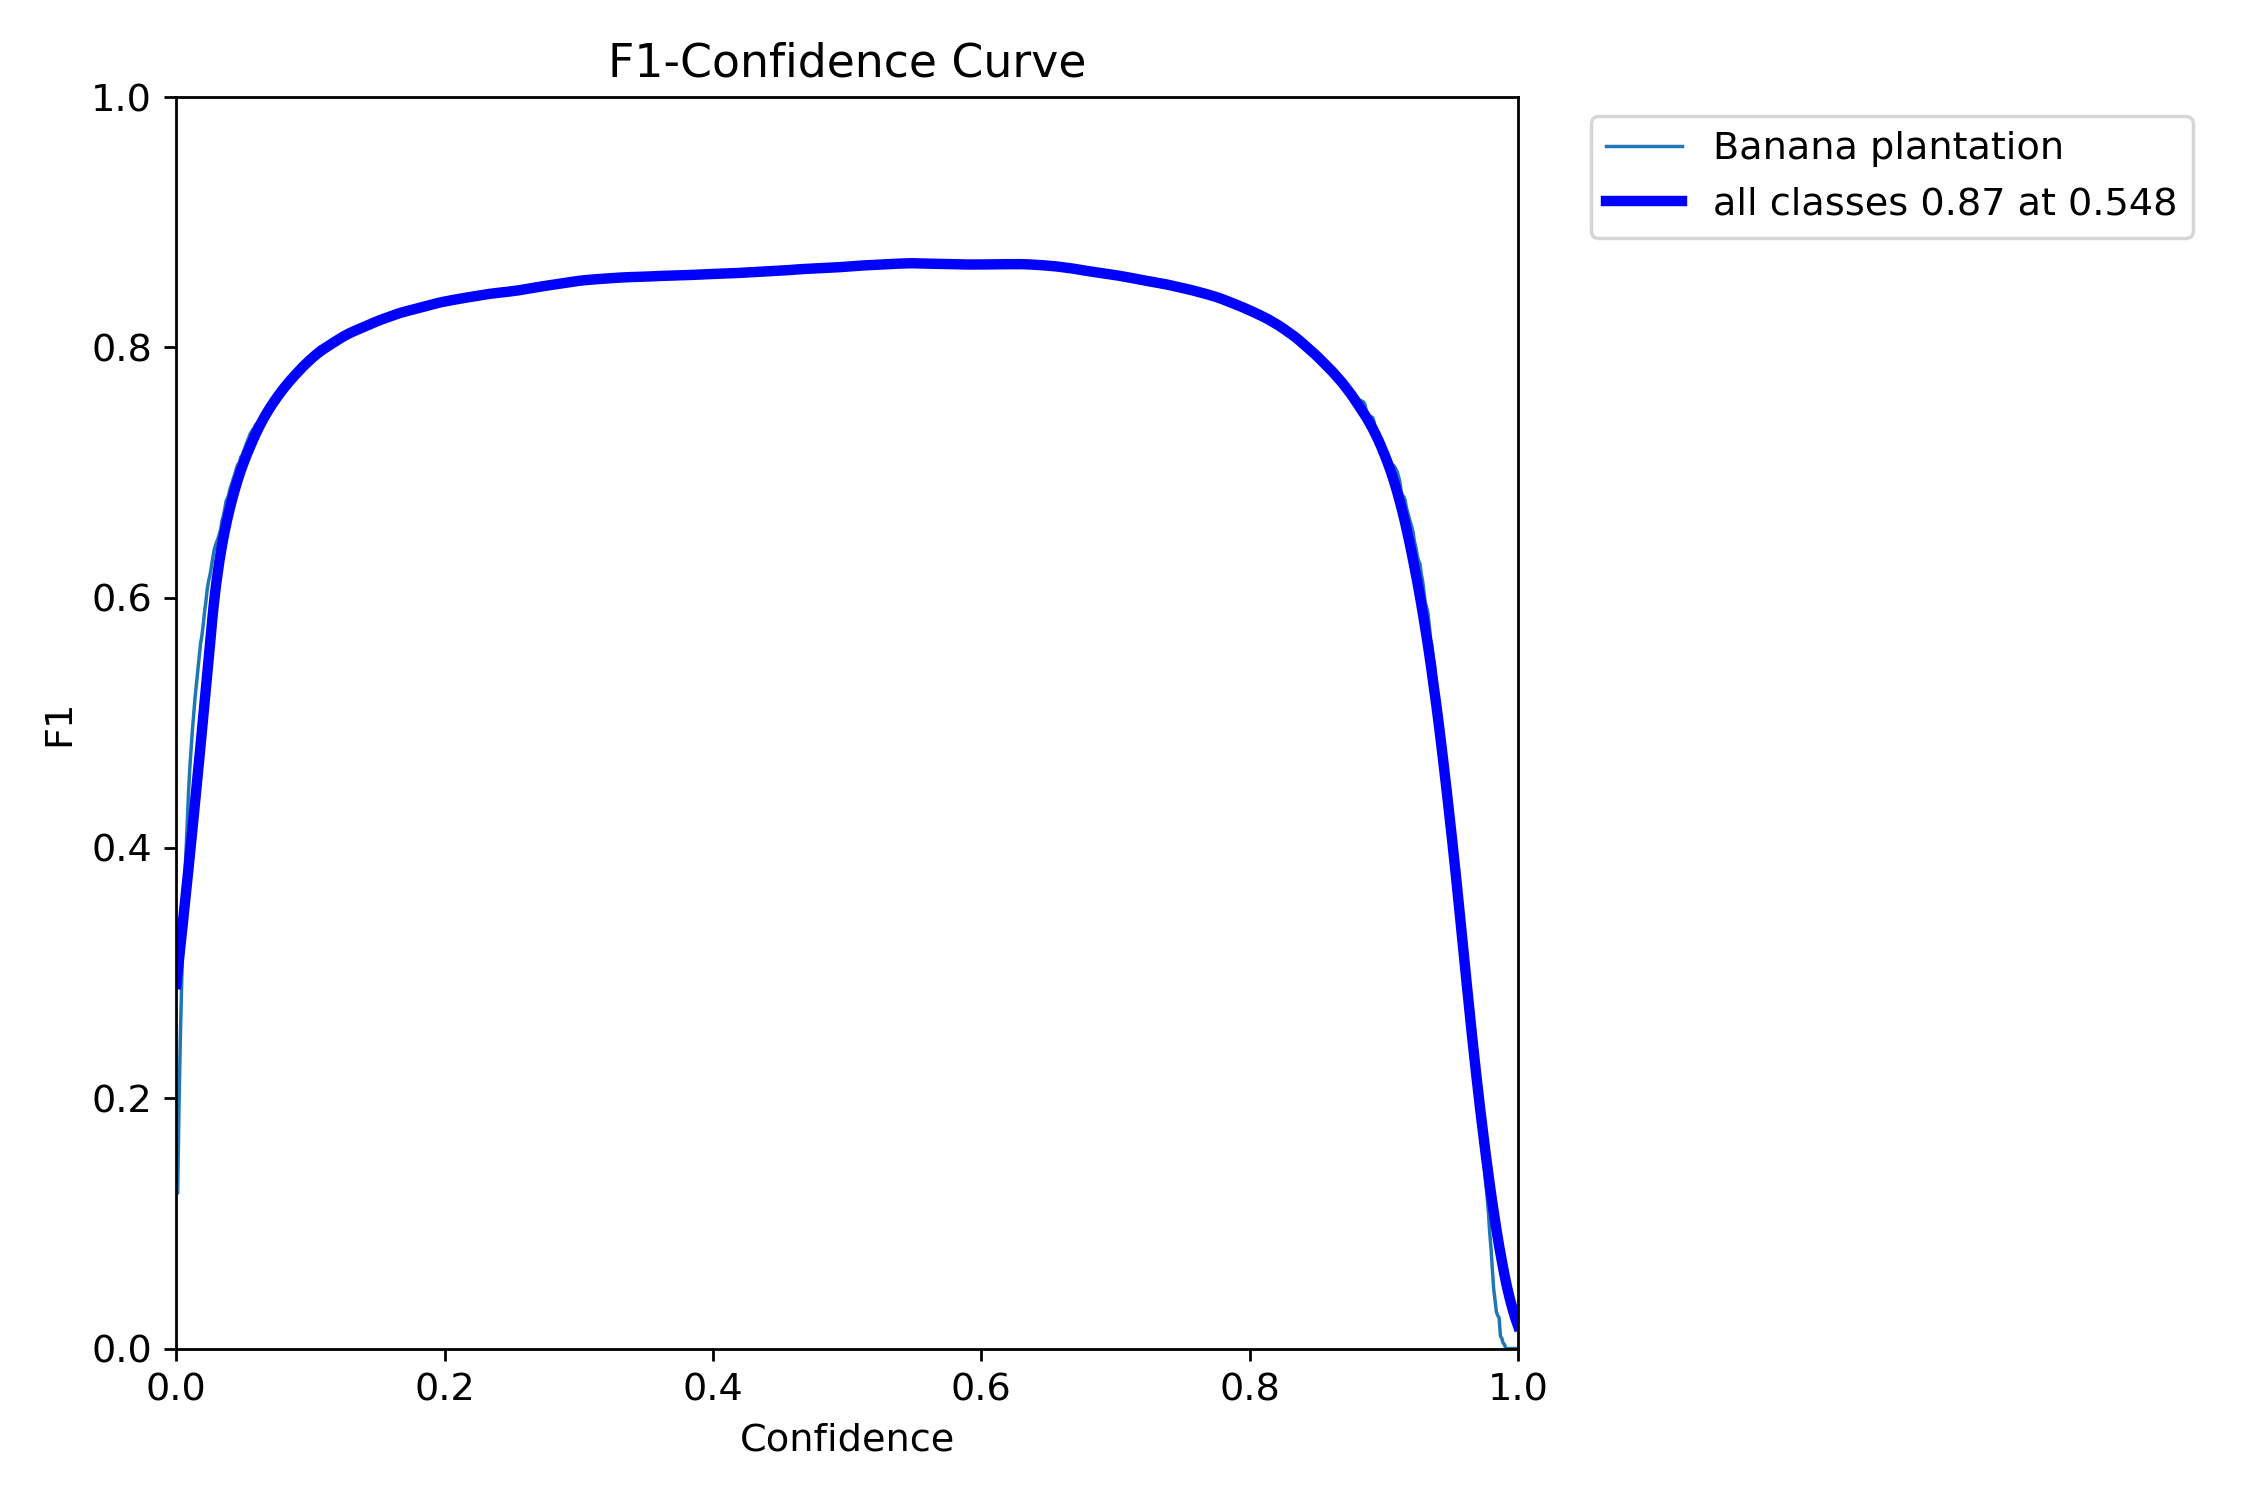 F1-Confidence Curve
1.0
0.8
0.6
0.4
0.2
0.0
F1
0.0 0.2 0.4 0.6 0.8 1.0
Confidence
Banana plantation
all classes 0.87 at 0.548